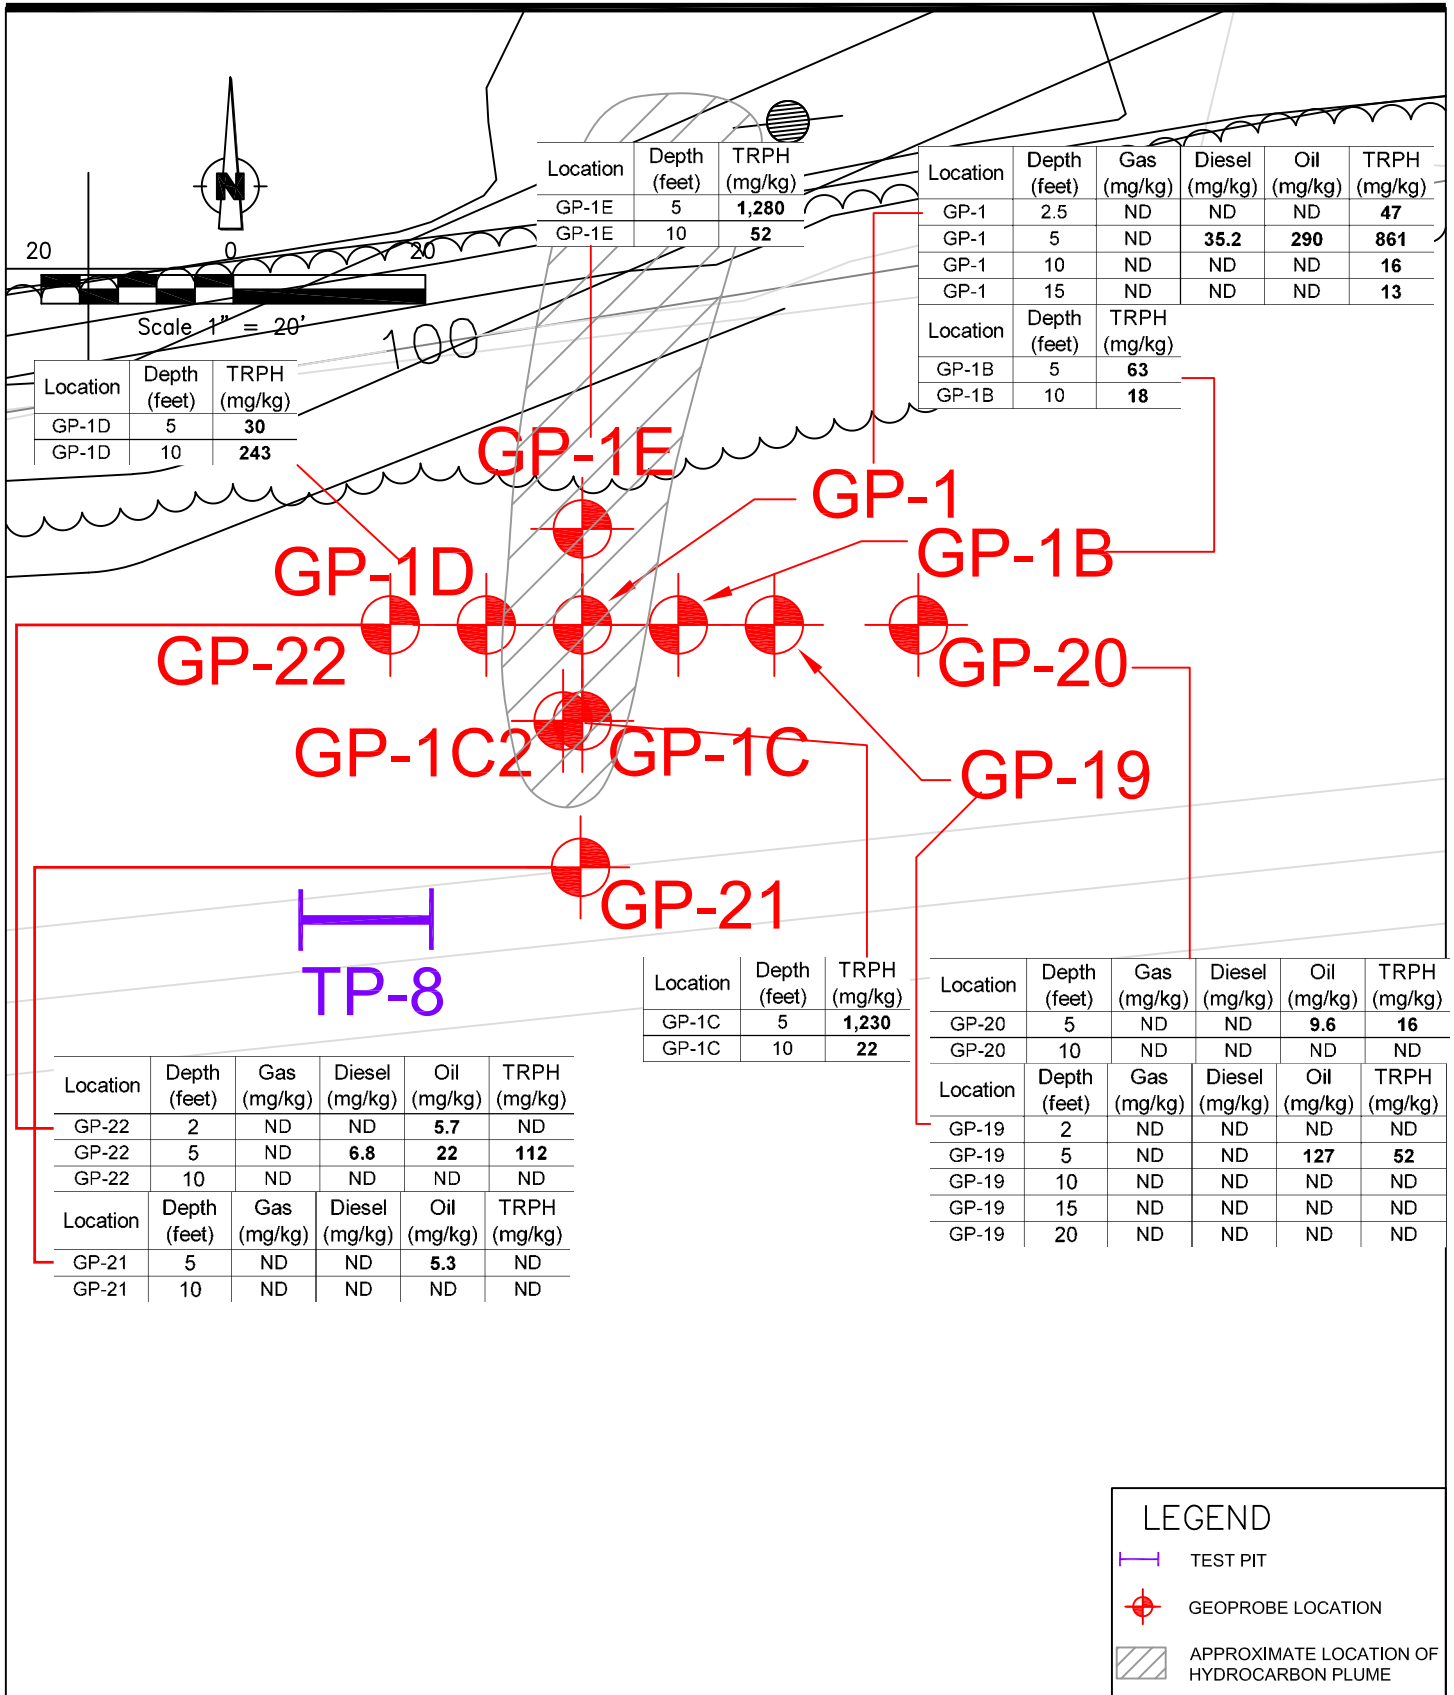 N
20 0 20
Scale 1" = 20'
100
Location Depth (feet) TRPH (mg/kg)
GP-1E 5 1,280
GP-1E 10 52
Location Depth (feet) Gas (mg/kg) Diesel (mg/kg) Oil (mg/kg) TRPH (mg/kg)
GP-1 2.5 ND ND ND 47
GP-1 5 ND 35.2 290 861
GP-1 10 ND ND ND 16
GP-1 15 ND ND ND 13
Location Depth (feet) TRPH (mg/kg)
GP-1B 5 63
GP-1B 10 18
Location Depth (feet) TRPH (mg/kg)
GP-1D 5 30
GP-1D 10 243
GP-1E
GP-1
GP-1B
GP-1D
GP-22
GP-20
GP-1C2
GP-1C
GP-19
GP-21
TP-8
Location Depth (feet) TRPH (mg/kg)
GP-1C 5 1,230
GP-1C 10 22
Location Depth (feet) Gas (mg/kg) Diesel (mg/kg) Oil (mg/kg) TRPH (mg/kg)
GP-20 5 ND ND 9.6 16
GP-20 10 ND ND ND ND
Location Depth (feet) Gas (mg/kg) Diesel (mg/kg) Oil (mg/kg) TRPH (mg/kg)
GP-19 2 ND ND ND ND
GP-19 5 ND ND 127 52
GP-19 10 ND ND ND ND
GP-19 15 ND ND ND ND
GP-19 20 ND ND ND ND
Location Depth (feet) Gas (mg/kg) Diesel (mg/kg) Oil (mg/kg) TRPH (mg/kg)
GP-22 2 ND ND 5.7 ND
GP-22 5 ND 6.8 22 112
GP-22 10 ND ND ND ND
Location Depth (feet) Gas (mg/kg) Diesel (mg/kg) Oil (mg/kg) TRPH (mg/kg)
GP-21 5 ND ND 5.3 ND
GP-21 10 ND ND ND ND
LEGEND
TEST PIT
GEOPROBE LOCATION
APPROXIMATE LOCATION OF
HYDROCARBON PLUME